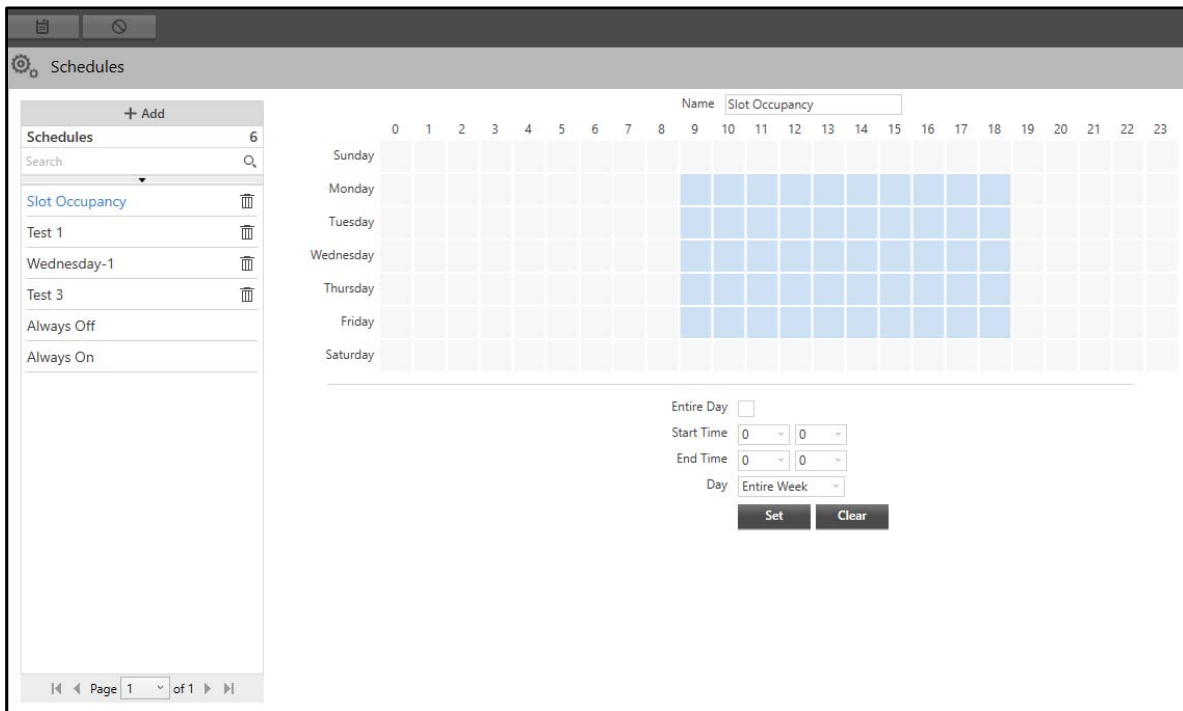 Schedules
+ Add
Schedules 6
Search
Slot Occupancy
Test 1
Wednesday-1
Test 3
Always Off
Always On
Page 1 of 1
Name Slot Occupancy
0 1 2 3 4 5 6 7 8 9 10 11 12 13 14 15 16 17 18 19 20 21 22 23
Sunday
Monday
Tuesday
Wednesday
Thursday
Friday
Saturday
Entire Day
Start Time 0 0
End Time 0 0
Day Entire Week
Set Clear